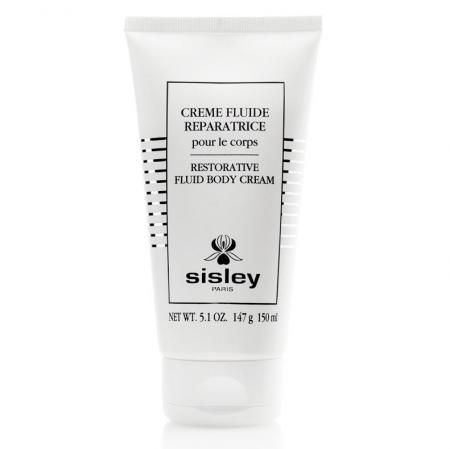 CREME FLUIDE
REPARATRICE
pour le corps
RESTORATIVE
FLUID BODY CREAM
sisley
PARIS
NET WT. 5.1 OZ. 147 g 150 ml